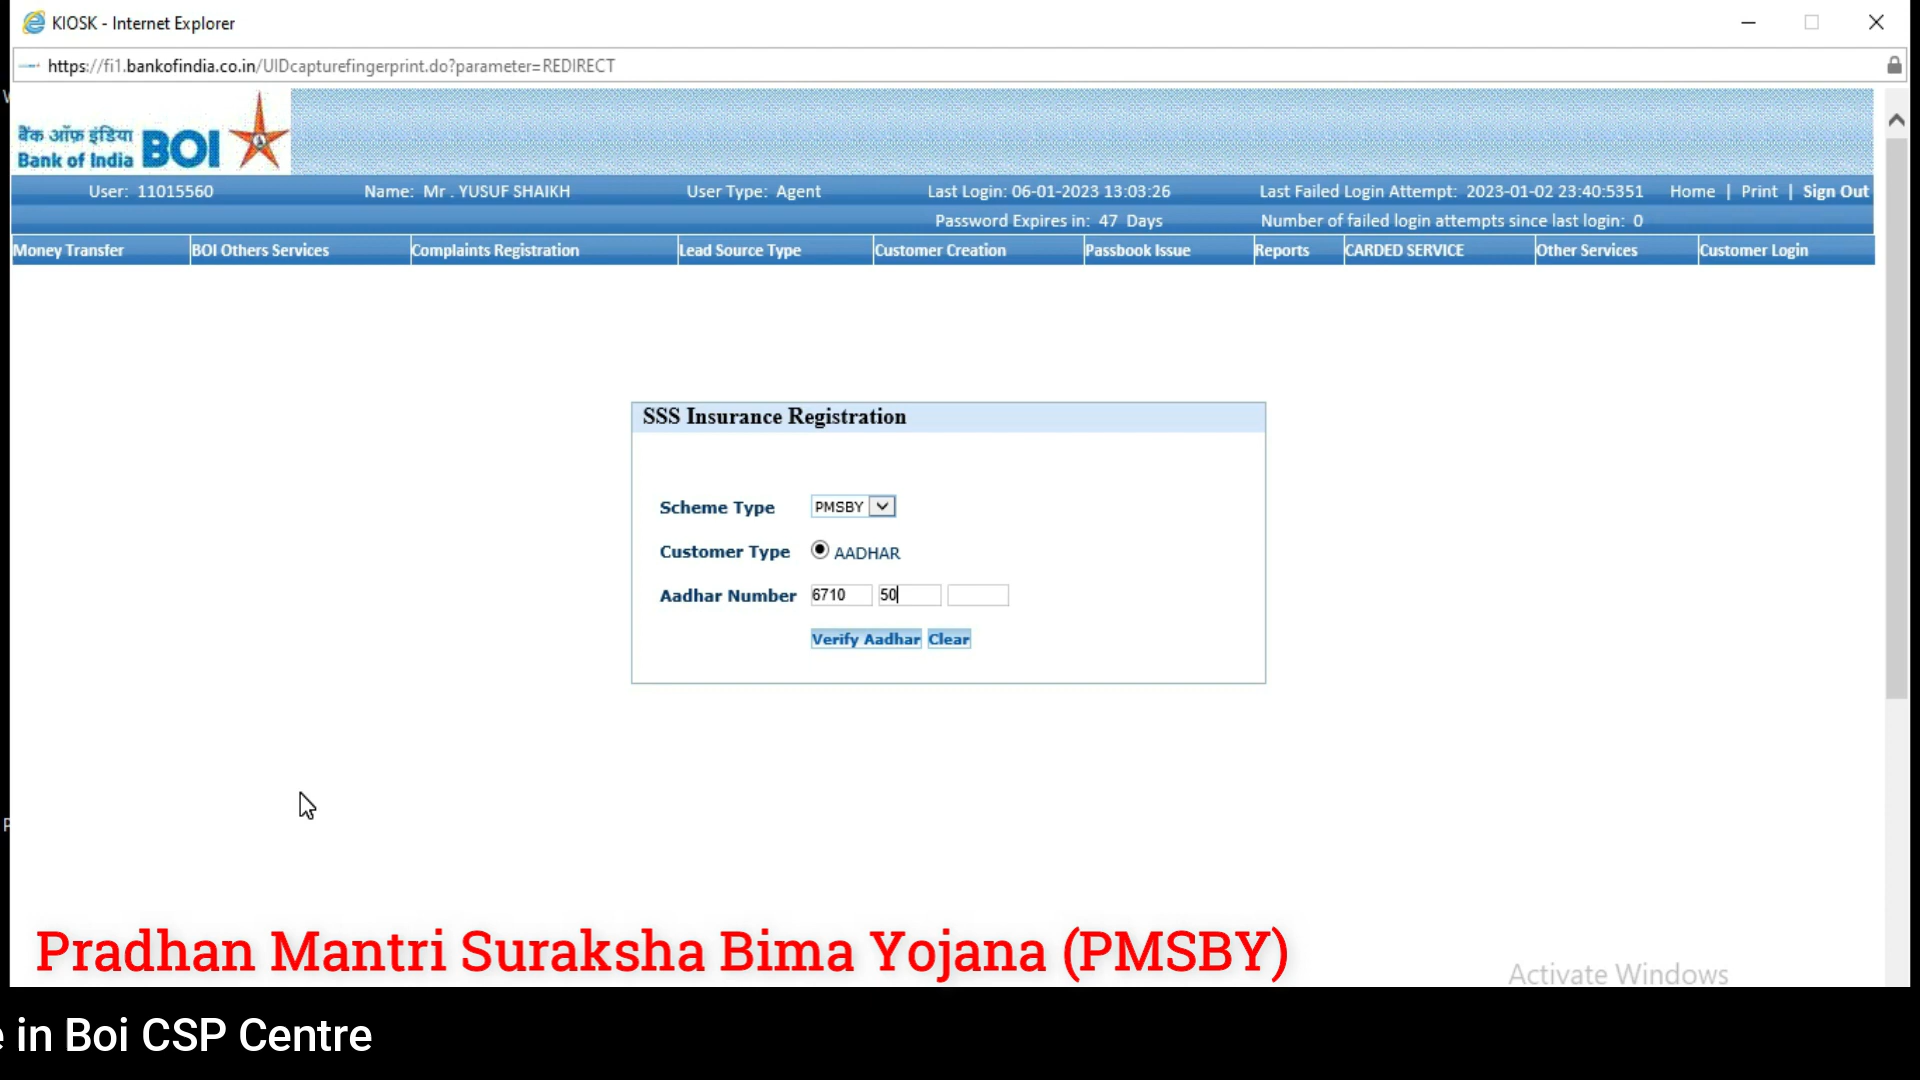 KIOSK - Internet Explorer
https://fi1.bankofindia.co.in/UIDcapturefingerprint.do?parameter=REDIRECT
बैंक ऑफ़ इंडिया
Bank of India BOI
User: 11015560 Name: Mr . YUSUF SHAIKH User Type: Agent Last Login: 06-01-2023 13:03:26 Last Failed Login Attempt: 2023-01-02 23:40:5351 Home | Print | Sign Out
Password Expires in: 47 Days Number of failed login attempts since last login: 0
Money Transfer BOI Others Services Complaints Registration Lead Source Type Customer Creation Passbook Issue Reports CARDED SERVICE Other Services Customer Login
SSS Insurance Registration
Scheme Type PMSBY
Customer Type AADHAR
Aadhar Number 6710 50
Verify Aadhar Clear
Pradhan Mantri Suraksha Bima Yojana (PMSBY)
Activate Windows
in Boi CSP Centre